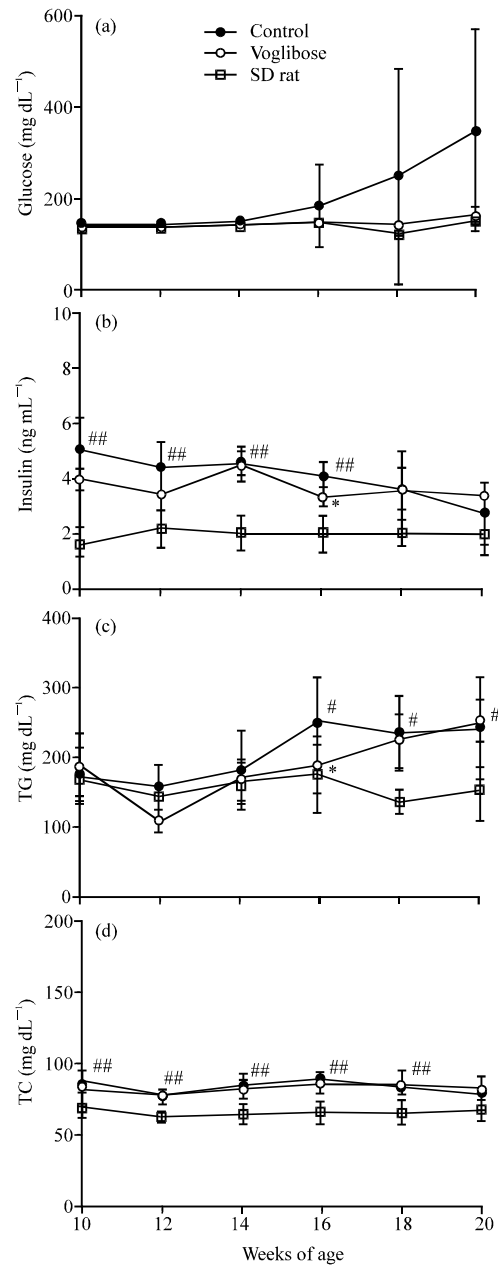 (a)
Control
Voglibose
SD rat
Glucose (mg dL⁻¹)
600
400
200
0
(b)
Insulin (ng mL⁻¹)
10
8
6
4
2
0
## ## ## ##
*
(c)
TG (mg dL⁻¹)
400
300
200
100
0
# # #
*
(d)
TC (mg dL⁻¹)
200
150
100
50
0
## ## ## ## ##
10 12 14 16 18 20
Weeks of age